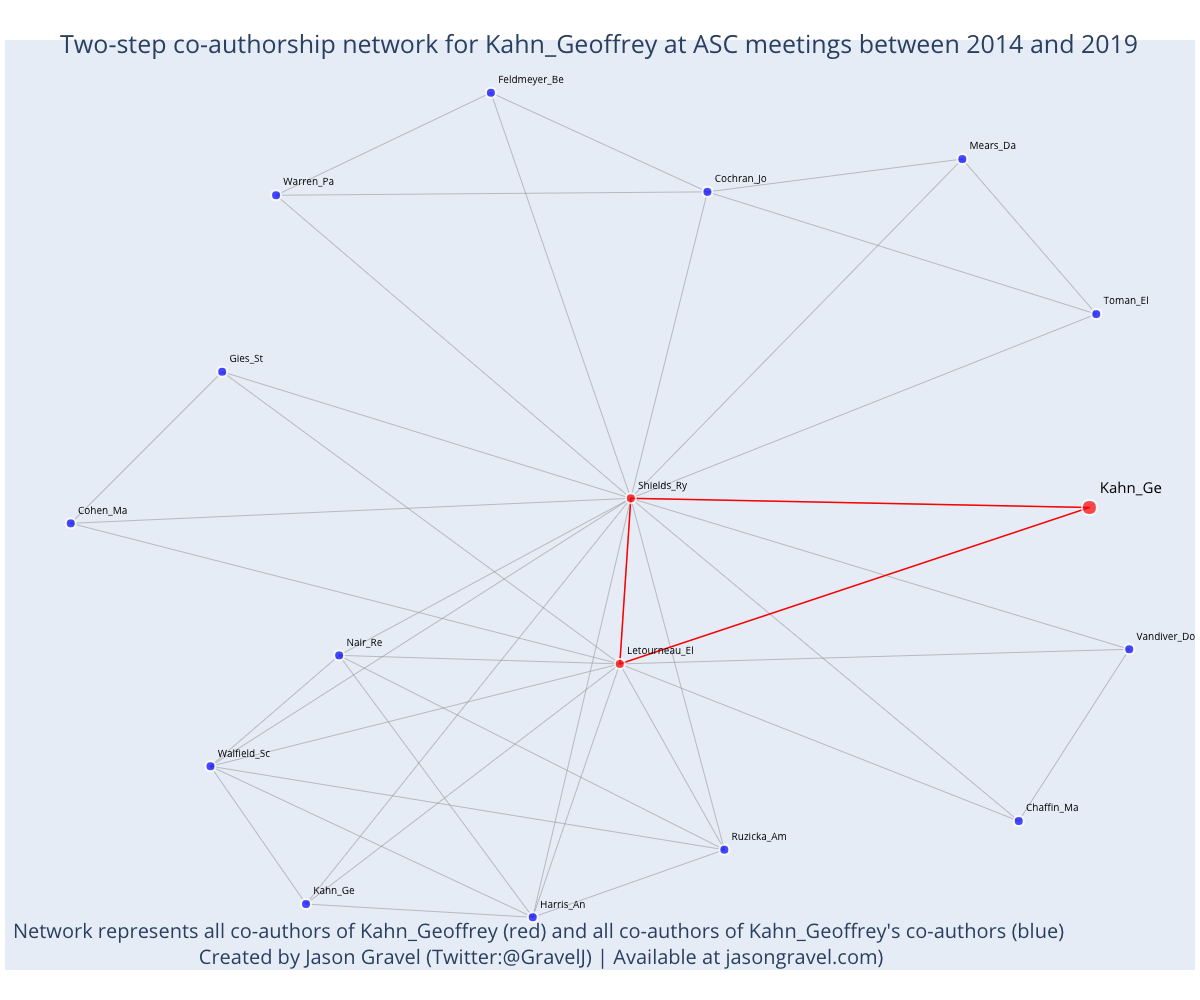 Two-step co-authorship network for Kahn_Geoffrey at ASC meetings between 2014 and 2019
Feldmeyer_Be
Mears_Da
Warren_Pa
Cochran_Jo
Toman_El
Gies_St
Shields_Ry
Kahn_Ge
Cohen_Ma
Nair_Re
Letourneau_El
Vandiver_Do
Walfield_Sc
Chaffin_Ma
Ruzicka_Am
Kahn_Ge
Harris_An
Network represents all co-authors of Kahn_Geoffrey (red) and all co-authors of Kahn_Geoffrey's co-authors (blue)
Created by Jason Gravel (Twitter:@GravelJ) | Available at jasongravel.com)